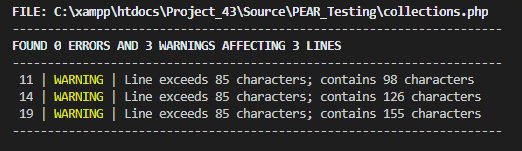 FILE: C:\xampp\htdocs\Project_43\Source\PEAR_Testing\collections.php
----------------------------------------------------------------------
FOUND 0 ERRORS AND 3 WARNINGS AFFECTING 3 LINES
----------------------------------------------------------------------
11 | WARNING | Line exceeds 85 characters; contains 98 characters
14 | WARNING | Line exceeds 85 characters; contains 126 characters
19 | WARNING | Line exceeds 85 characters; contains 155 characters
----------------------------------------------------------------------